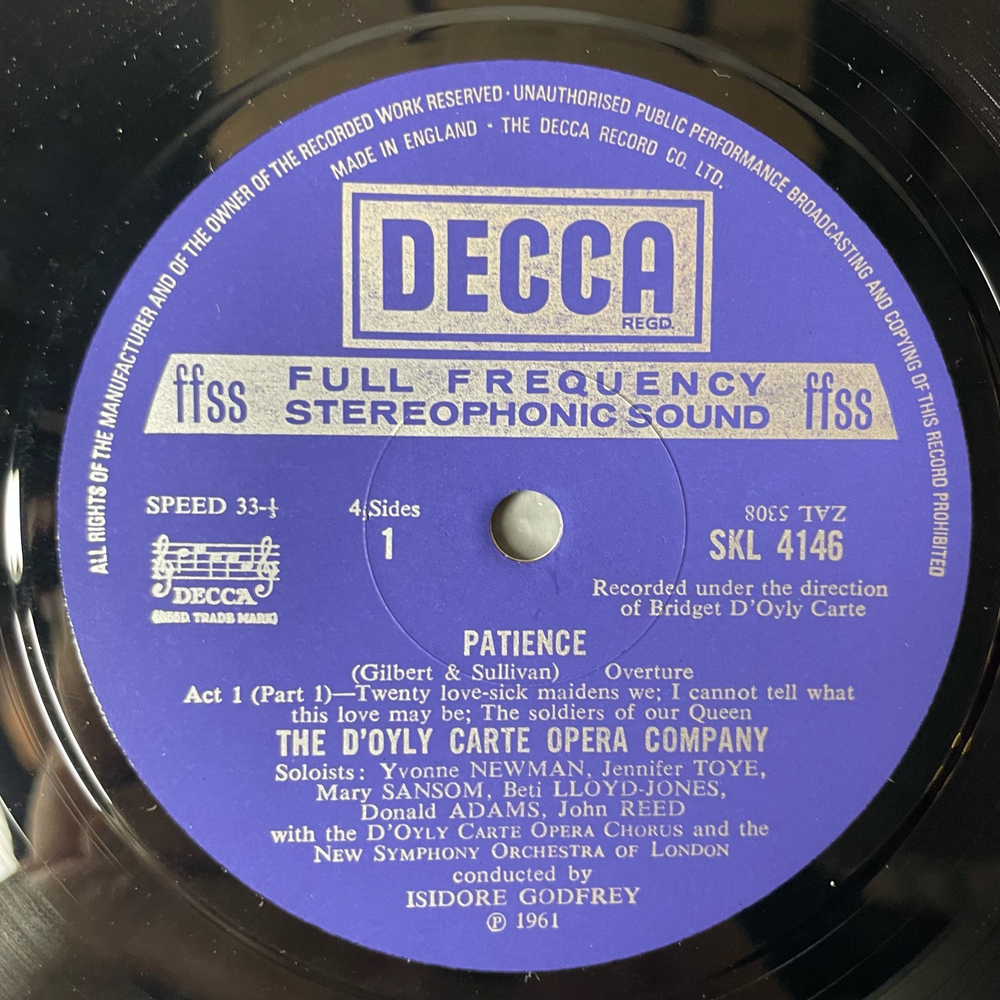 ALL RIGHTS OF THE MANUFACTURER AND OF THE OWNER OF THE RECORDED WORK RESERVED · UNAUTHORISED PUBLIC PERFORMANCE BROADCASTING AND COPYING OF THIS RECORD PROHIBITED
MADE IN ENGLAND · THE DECCA RECORD CO. LTD.
DECCA
REGD.
ffss FULL FREQUENCY ffss
STEREOPHONIC SOUND
SPEED 33-⅓
4 Sides
1
ZAL 5308
SKL 4146
DECCA
(REGD. TRADE MARK)
Recorded under the direction
of Bridget D'Oyly Carte
PATIENCE
(Gilbert & Sullivan) Overture
Act 1 (Part 1)—Twenty love-sick maidens we; I cannot tell what
this love may be; The soldiers of our Queen
THE D'OYLY CARTE OPERA COMPANY
Soloists: Yvonne NEWMAN, Jennifer TOYE,
Mary SANSOM, Beti LLOYD-JONES,
Donald ADAMS, John REED
with the D'OYLY CARTE OPERA CHORUS and the
NEW SYMPHONY ORCHESTRA OF LONDON
conducted by
ISIDORE GODFREY
℗ 1961